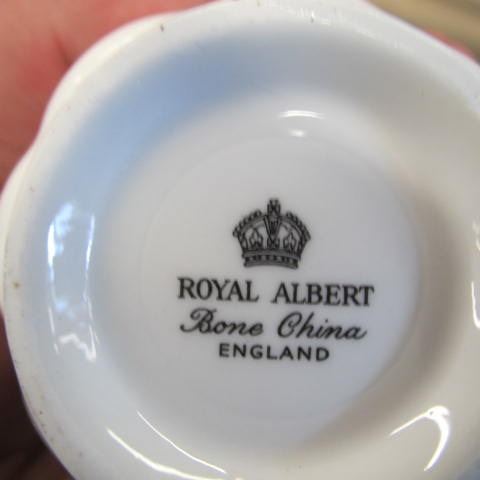 ROYAL ALBERT
Bone China
ENGLAND